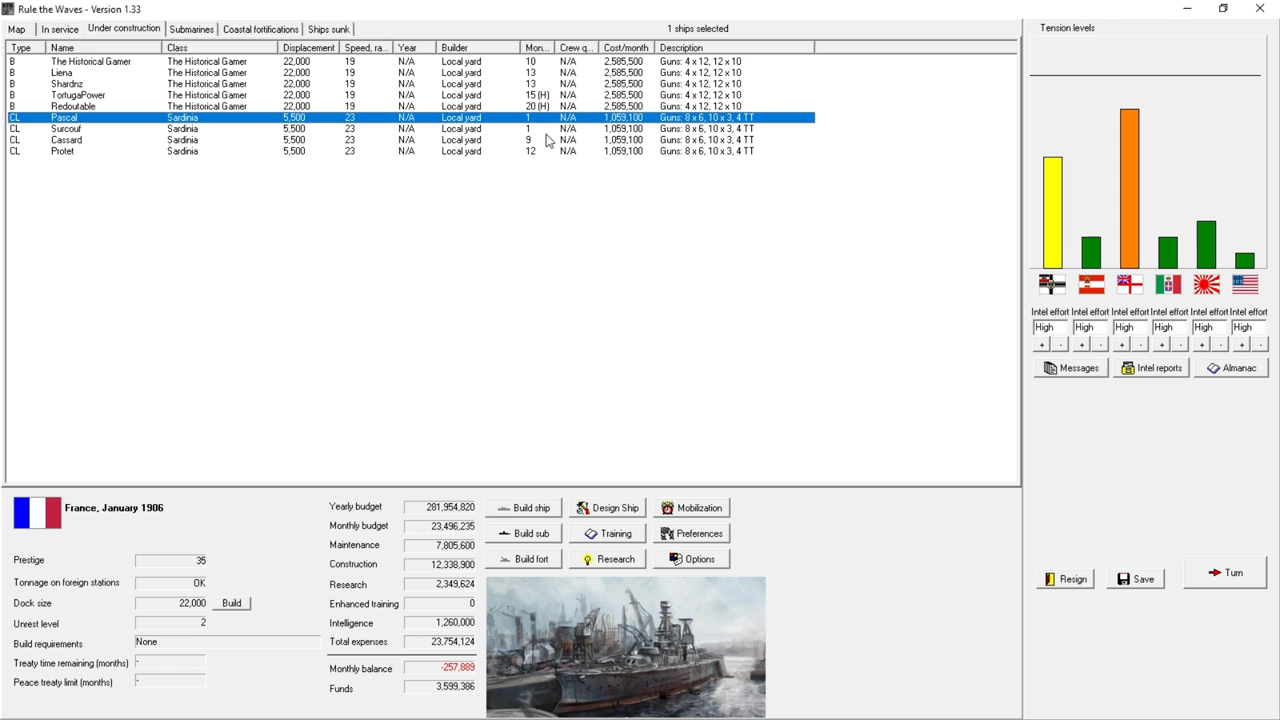 Rule the Waves - Version 1.33
Map In service Under construction Submarines Coastal fortifications Ships sunk 1 ships selected
Type Name Class Displacement Speed, ra... Year Builder Mon... Crew q... Cost/month Description
B The Historical Gamer The Historical Gamer 22,000 19 N/A Local yard 10 N/A 2,585,500 Guns: 4 x 12, 12 x 10
B Liena The Historical Gamer 22,000 19 N/A Local yard 13 N/A 2,585,500 Guns: 4 x 12, 12 x 10
B Shardnz The Historical Gamer 22,000 19 N/A Local yard 13 N/A 2,585,500 Guns: 4 x 12, 12 x 10
B TortugaPower The Historical Gamer 22,000 19 N/A Local yard 15 (H) N/A 2,585,500 Guns: 4 x 12, 12 x 10
B Redoutable The Historical Gamer 22,000 19 N/A Local yard 20 (H) N/A 2,585,500 Guns: 4 x 12, 12 x 10
CL Pascal Sardinia 5,500 23 N/A Local yard 1 N/A 1,059,100 Guns: 8 x 6, 10 x 3, 4 TT
CL Surcouf Sardinia 5,500 23 N/A Local yard 1 N/A 1,059,100 Guns: 8 x 6, 10 x 3, 4 TT
CL Cassard Sardinia 5,500 23 N/A Local yard 9 N/A 1,059,100 Guns: 8 x 6, 10 x 3, 4 TT
CL Protet Sardinia 5,500 23 N/A Local yard 12 N/A 1,059,100 Guns: 8 x 6, 10 x 3, 4 TT
Tension levels
Intel effort Intel effort Intel effort Intel effort Intel effort Intel effort
High High High High High High
+ - + - + - + - + - + -
Messages Intel reports Almanac
France, January 1906
Prestige 35
Tonnage on foreign stations OK
Dock size 22,000 Build
Unrest level 2
Build requirements None
Treaty time remaining (months) -
Peace treaty limit (months) -
Yearly budget 281,954,820
Monthly budget 23,496,235
Maintenance 7,805,600
Construction 12,338,900
Research 2,349,624
Enhanced training 0
Intelligence 1,260,000
Total expenses 23,754,124
Monthly balance -257,889
Funds 3,599,386
Build ship Design Ship Mobilization
Build sub Training Preferences
Build fort Research Options
Resign Save Turn